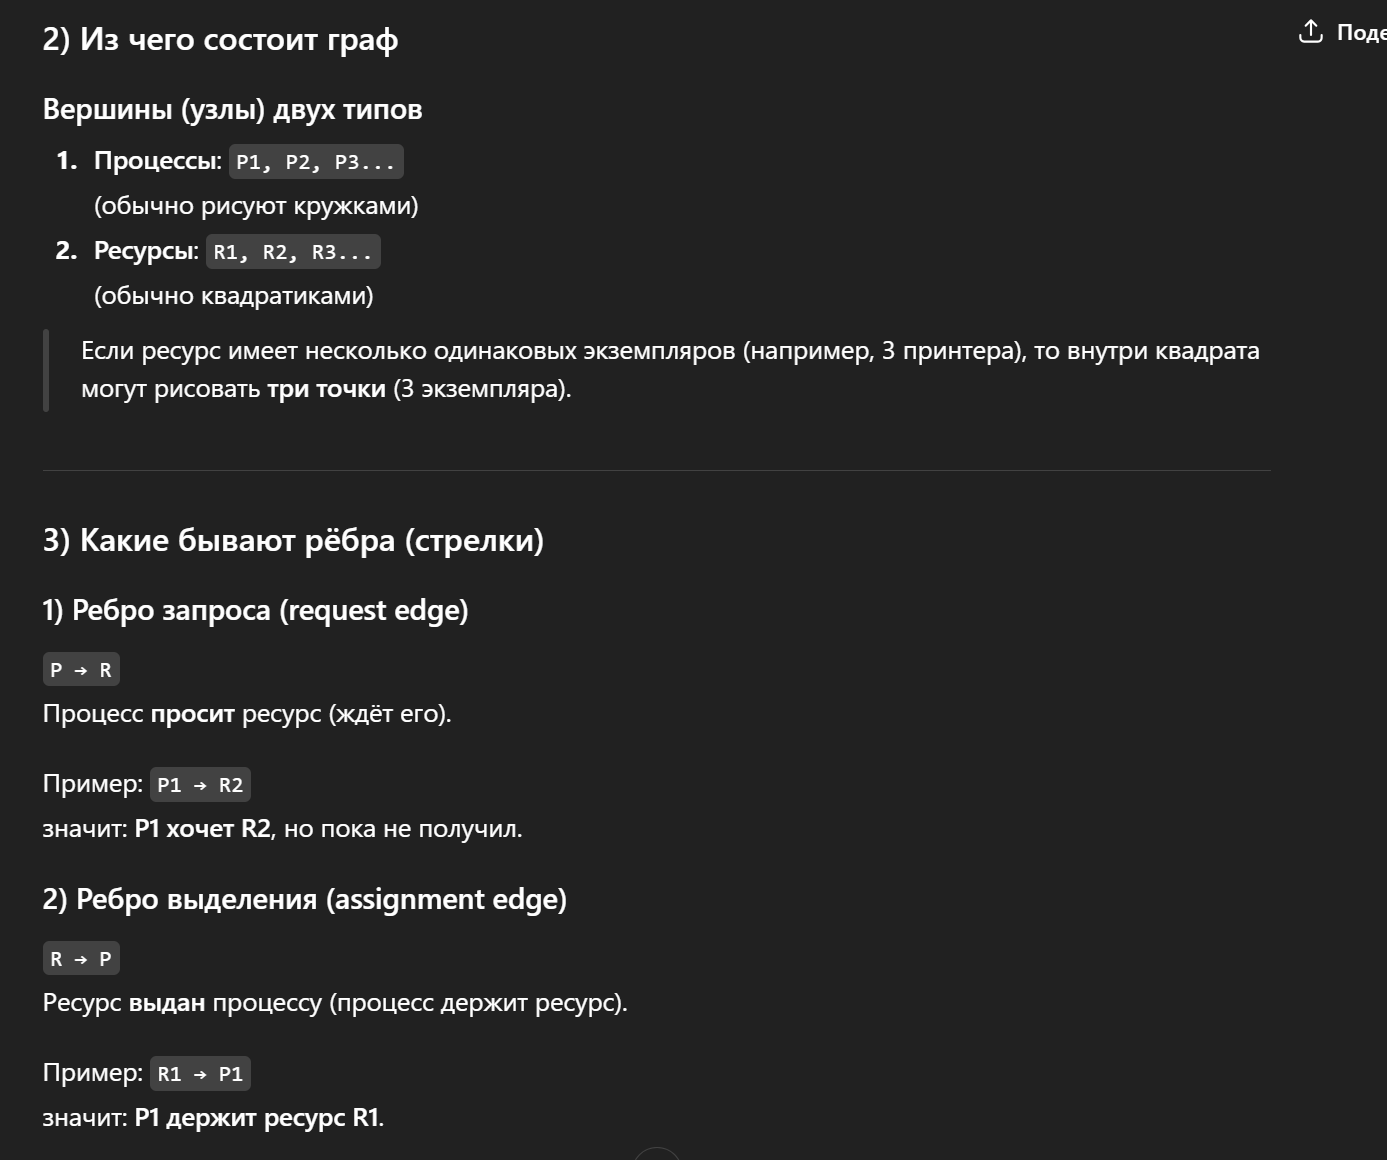 2) Из чего состоит граф
Поде
Вершины (узлы) двух типов
1. Процессы: P1, P2, P3...
(обычно рисуют кружками)
2. Ресурсы: R1, R2, R3...
(обычно квадратиками)
Если ресурс имеет несколько одинаковых экземпляров (например, 3 принтера), то внутри квадрата
могут рисовать три точки (3 экземпляра).
3) Какие бывают рёбра (стрелки)
1) Ребро запроса (request edge)
P → R
Процесс просит ресурс (ждёт его).
Пример: P1 → R2
значит: P1 хочет R2, но пока не получил.
2) Ребро выделения (assignment edge)
R → P
Ресурс выдан процессу (процесс держит ресурс).
Пример: R1 → P1
значит: P1 держит ресурс R1.